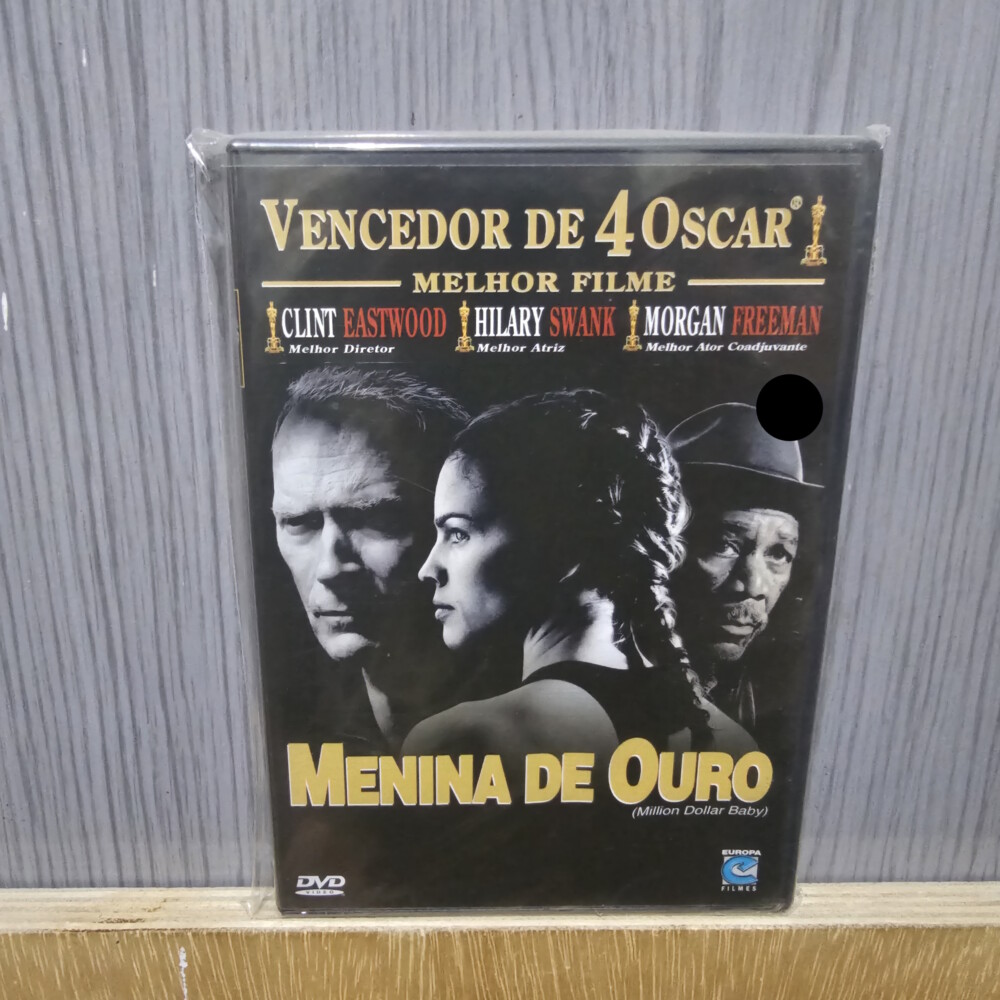 VENCEDOR DE 4 OSCAR®
MELHOR FILME
CLINT EASTWOOD HILARY SWANK MORGAN FREEMAN
Melhor Diretor Melhor Atriz Melhor Ator Coadjuvante
MENINA DE OURO
(Million Dollar Baby)
DVD
VIDEO
EUROPA
FILMES